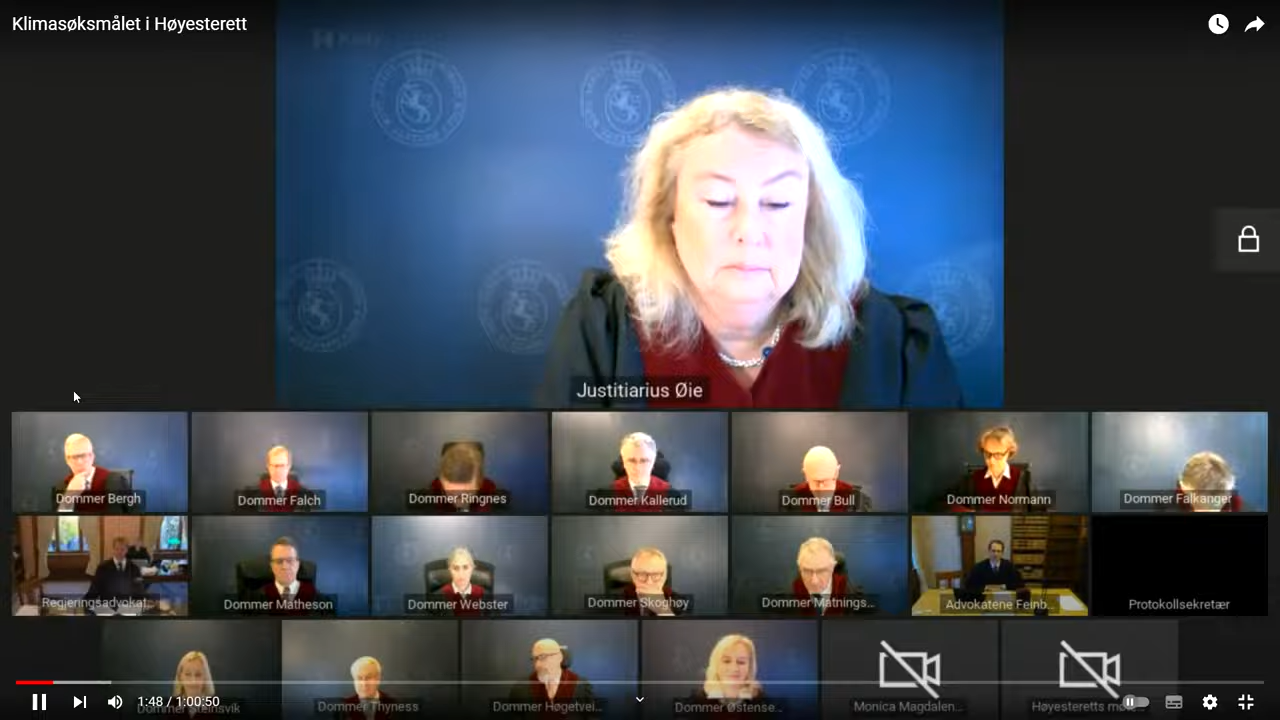 Klimasøksmålet i Høyesterett
Justitiarius Øie
Dommer Bergh
Dommer Falch
Dommer Ringnes
Dommer Kallerud
Dommer Bull
Dommer Normann
Dommer Falkanger
Regjeringsadvokat...
Dommer Matheson
Dommer Webster
Dommer Skoghøy
Dommer Matnings...
Advokatene Feinb...
Protokollsekretær
Dommer Steinsvik
Dommer Thyness
Dommer Høgetvei...
Dommer Østense...
Monica Magdalen...
Høyesteretts
1:48 / 1:00:50